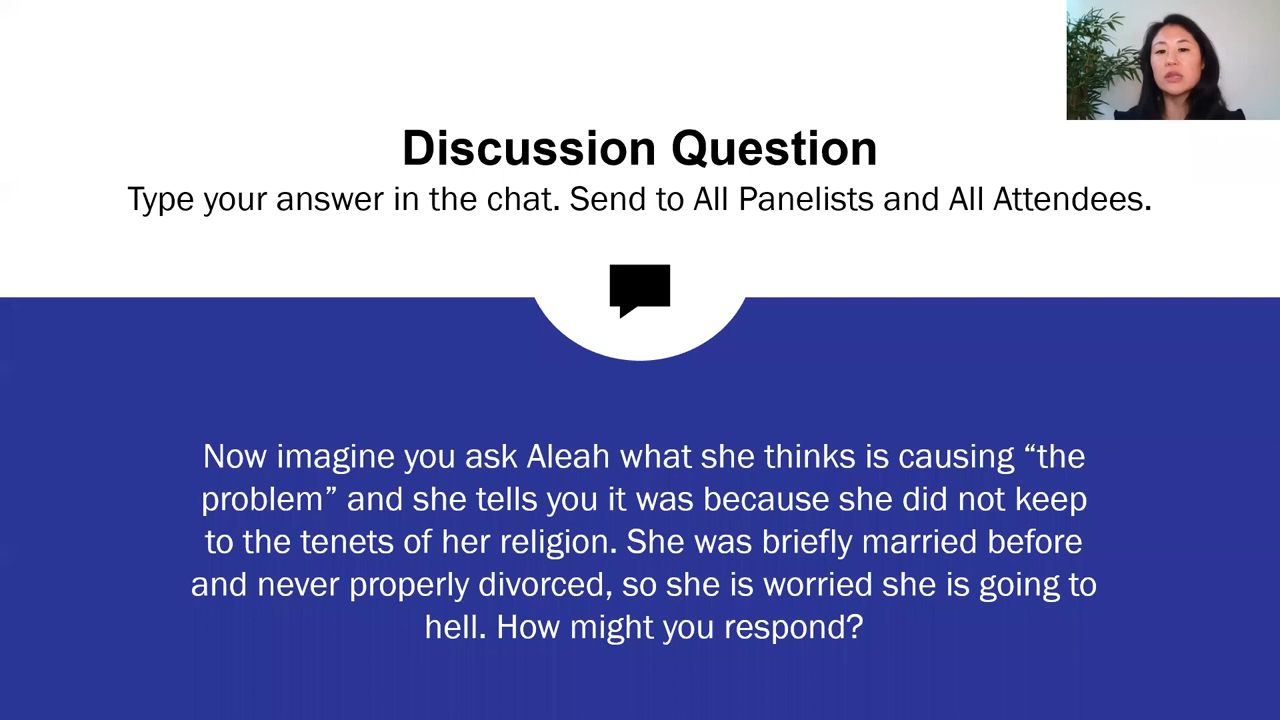 Discussion Question
Type your answer in the chat. Send to All Panelists and All Attendees.
Now imagine you ask Aleah what she thinks is causing “the
problem” and she tells you it was because she did not keep
to the tenets of her religion. She was briefly married before
and never properly divorced, so she is worried she is going to
hell. How might you respond?